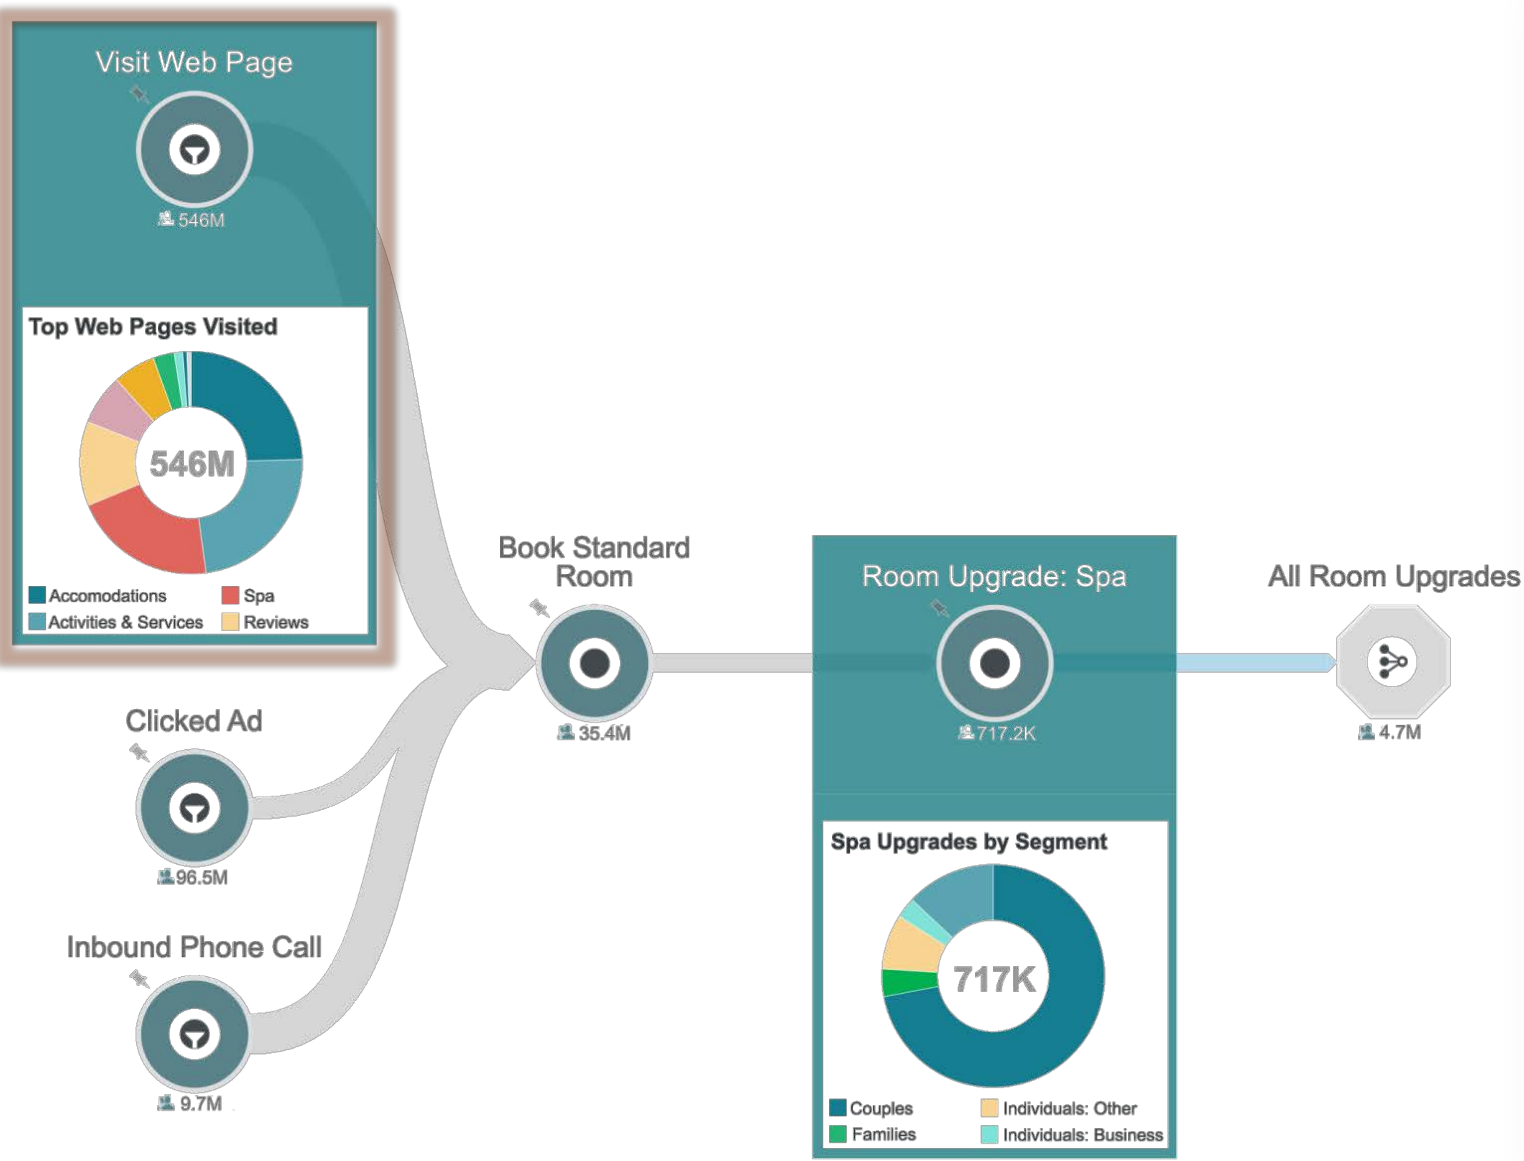 Visit Web Page
546M
Top Web Pages Visited
546M
Accomodations
Spa
Activities & Services
Reviews
Clicked Ad
96.5M
Inbound Phone Call
9.7M
Book Standard
Room
35.4M
Room Upgrade: Spa
717.2K
Spa Upgrades by Segment
717K
Couples
Individuals: Other
Families
Individuals: Business
All Room Upgrades
4.7M